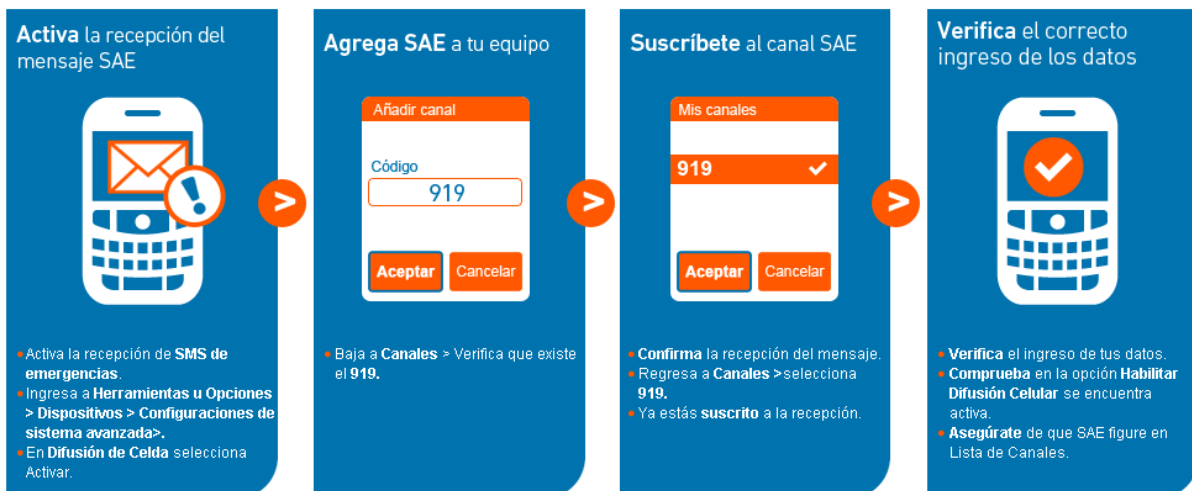 Activa la recepción del
mensaje SAE
>
• Activa la recepción de SMS de
emergencias.
• Ingresa a Herramientas u Opciones
> Dispositivos > Configuraciones de
sistema avanzada>.
• En Difusión de Celda selecciona
Activar.
Agrega SAE a tu equipo
Añadir canal
Código
919
Aceptar Cancelar
>
• Baja a Canales > Verifica que existe
el 919.
Suscríbete al canal SAE
Mis canales
919
Aceptar Cancelar
>
• Confirma la recepción del mensaje.
• Regresa a Canales > selecciona
919.
• Ya estás suscrito a la recepción.
Verifica el correcto
ingreso de los datos
• Verifica el ingreso de tus datos.
• Comprueba en la opción Habilitar
Difusión Celular se encuentra
activa.
• Asegúrate de que SAE figure en
Lista de Canales.